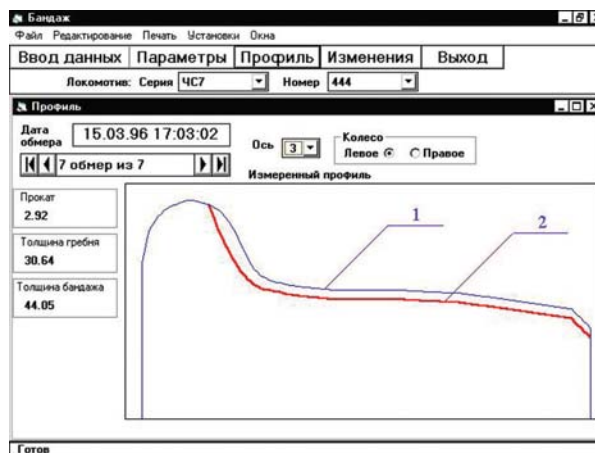 Бандаж
Файл Редактирование Печать Установки Окна
Ввод данных Параметры Профиль Изменения Выход
Локомотив: Серия ЧС7 Номер 444
Профиль
Дата обмера 15.03.96 17:03:02
Ось 3
Колесо
Левое Правое
7 обмер из 7
Измеренный профиль
Прокат
2.92
Толщина гребня
30.64
Толщина бандажа
44.05
1
2
Готов